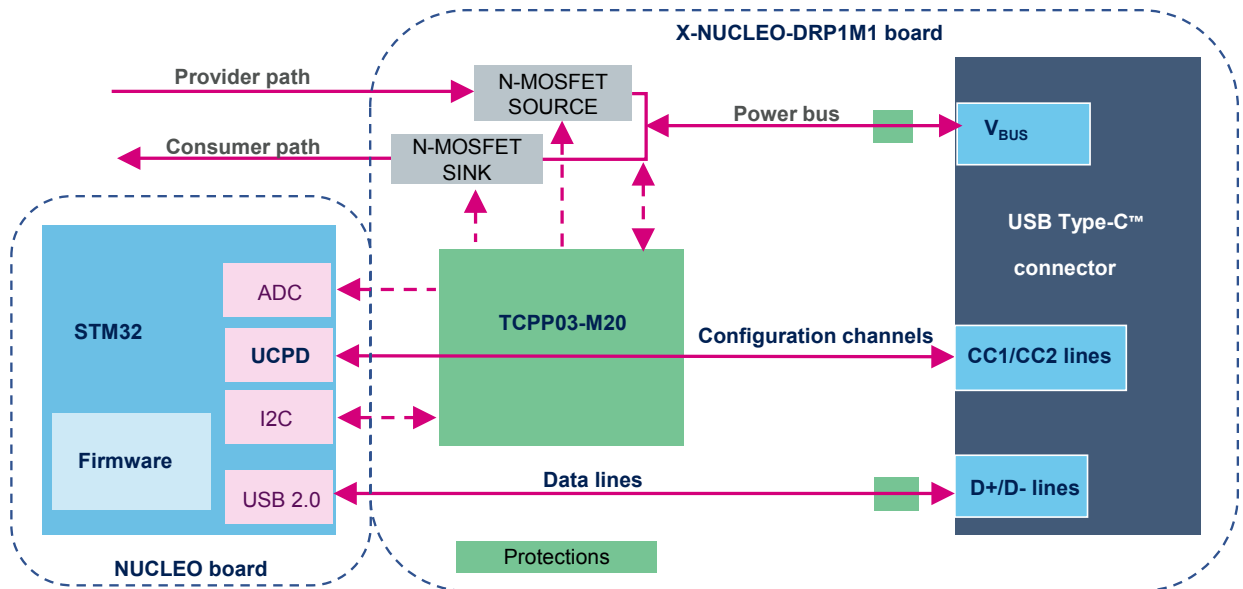 X-NUCLEO-DRP1M1 board
Provider path
N-MOSFET
SOURCE
Power bus
VBUS
Consumer path
N-MOSFET
SINK
USB Type-C™
connector
ADC
STM32
TCPP03-M20
UCPD
Configuration channels
CC1/CC2 lines
I2C
Firmware
USB 2.0
Data lines
D+/D- lines
Protections
NUCLEO board